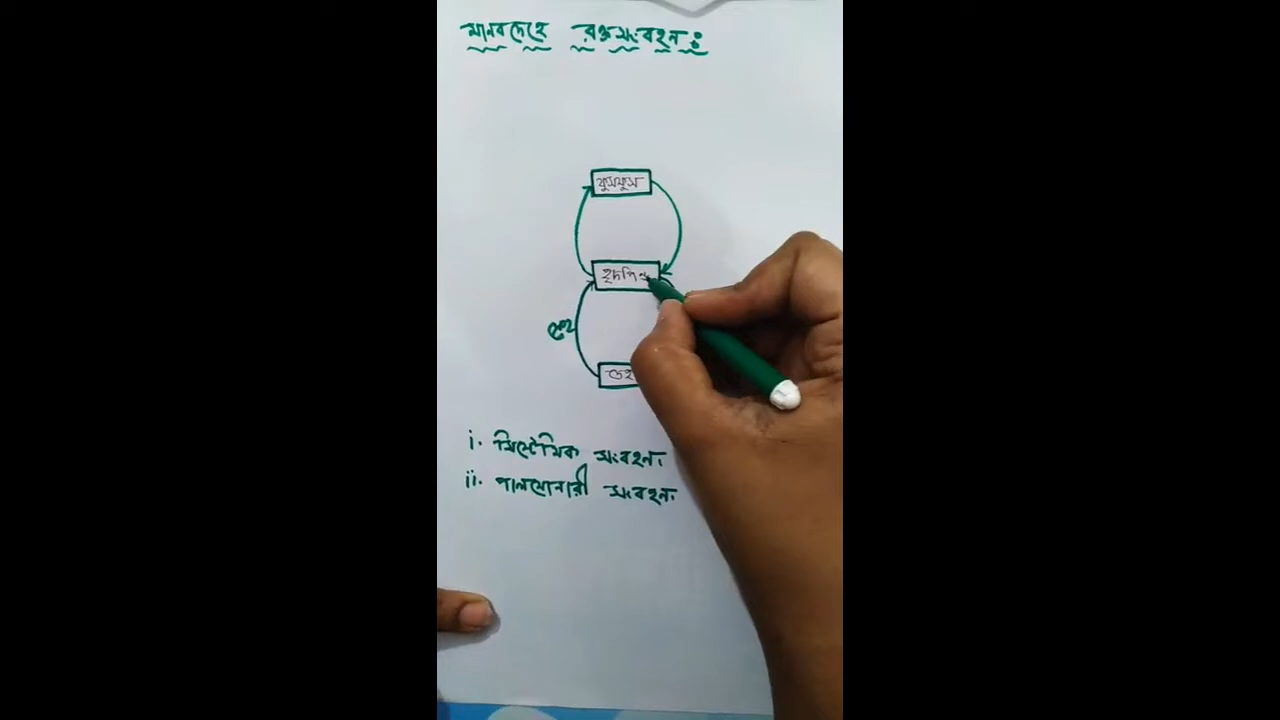 মানবদেহে রক্তসংবহন:
ফুসফুস
হৃদপিন্ড
দেহ
i. সিস্টেমিক সংবহন।
ii. পালমোনারী সংবহন।